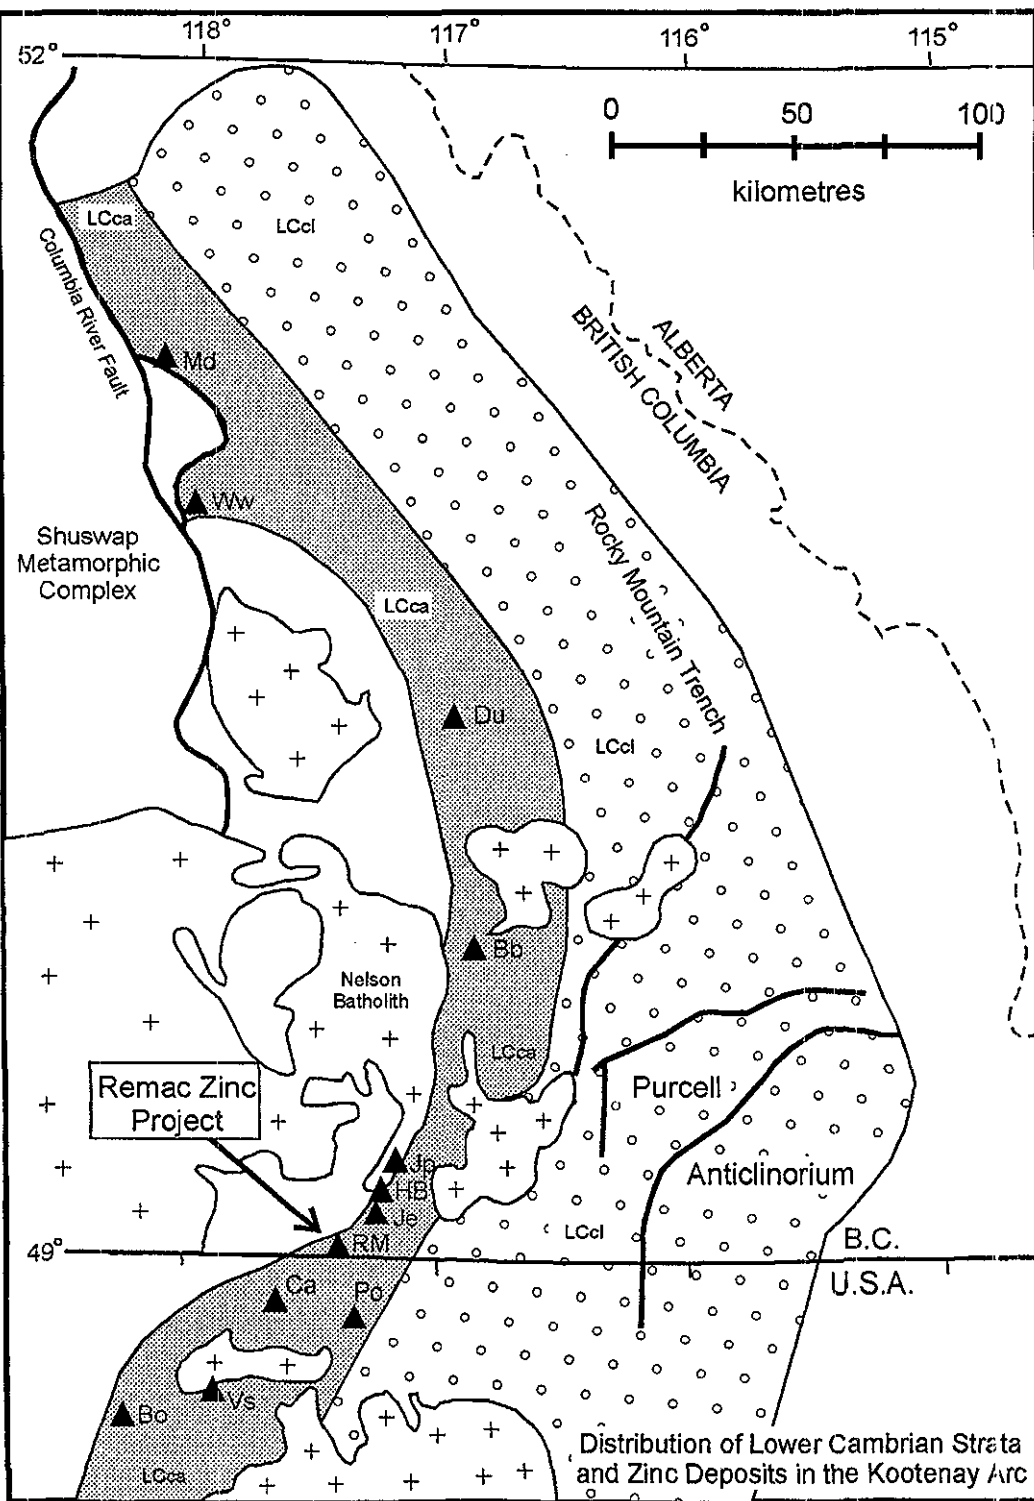 118°
117°
116°
115°
52°
0 50 100
kilometres
LCca
LCcl
Columbia River Fault
ALBERTA
BRITISH COLUMBIA
Md
Ww
Rocky Mountain Trench
Shuswap
Metamorphic
Complex
LCca
Du
LCcl
Bb
Nelson
Batholith
LCca
Remac Zinc
Project
Purcell
Jp
HB
Anticlinorium
Je
LCcl
RM
49°
B.C.
U.S.A.
Ca
Po
Vs
Bo
LCca
Distribution of Lower Cambrian Strata
and Zinc Deposits in the Kootenay Arc